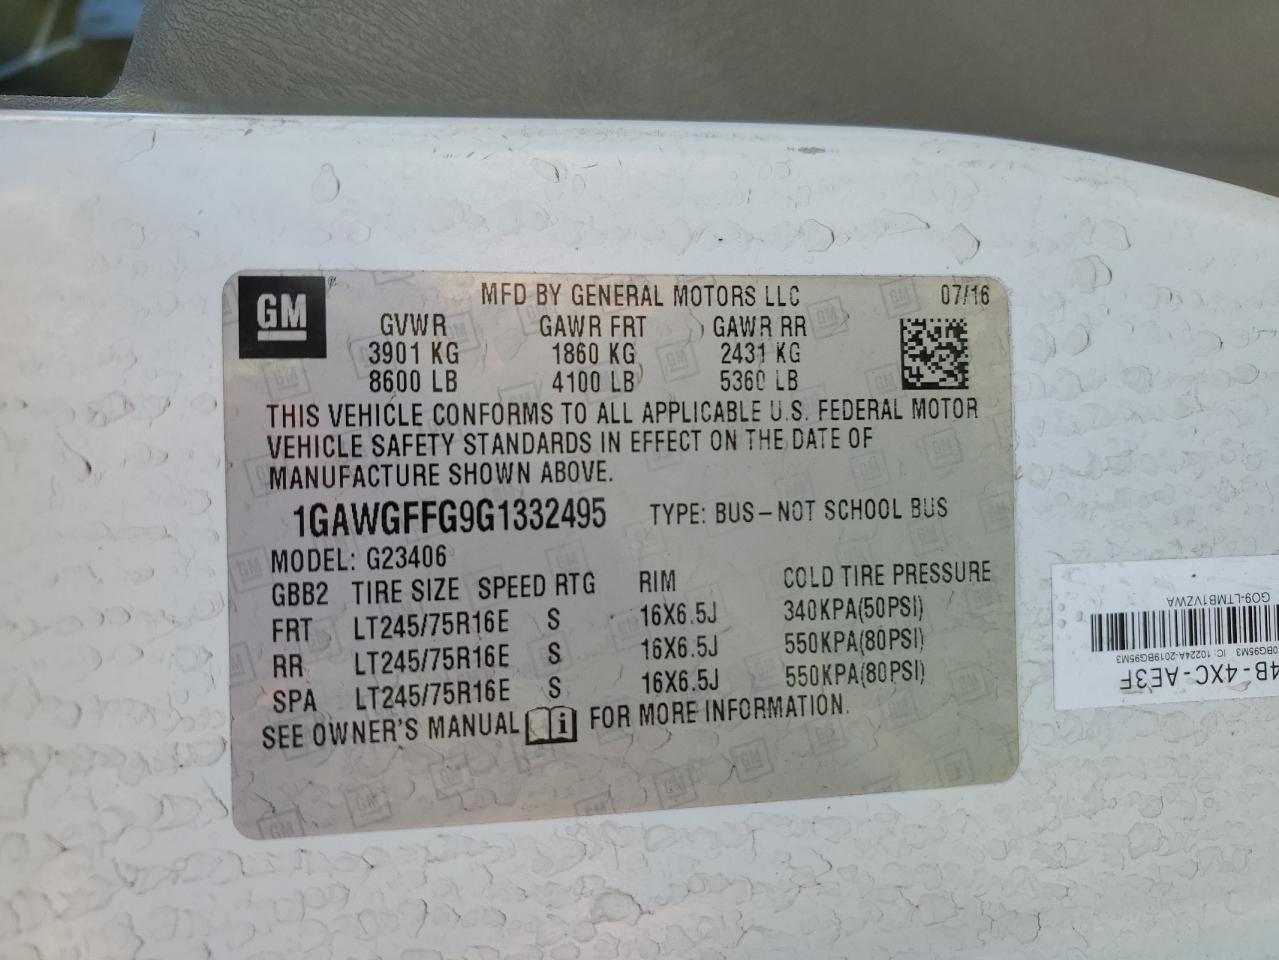 GM
MFD BY GENERAL MOTORS LLC 07/16
GVWR GAWR FRT GAWR RR
3901 KG 1860 KG 2431 KG
8600 LB 4100 LB 5360 LB
THIS VEHICLE CONFORMS TO ALL APPLICABLE U.S. FEDERAL MOTOR
VEHICLE SAFETY STANDARDS IN EFFECT ON THE DATE OF
MANUFACTURE SHOWN ABOVE.
1GAWGFFG9G1332495 TYPE: BUS-NOT SCHOOL BUS
MODEL: G23406
GBB2 TIRE SIZE SPEED RTG RIM COLD TIRE PRESSURE
FRT LT245/75R16E S 16X6.5J 340KPA(50PSI)
RR LT245/75R16E S 16X6.5J 550KPA(80PSI)
SPA LT245/75R16E S 16X6.5J 550KPA(80PSI)
SEE OWNER'S MANUAL i FOR MORE INFORMATION.
4B-4XC-AE3F
0BG95M3 IC: 10224A-2019BG95M3
GO9-LTMB1VZWA